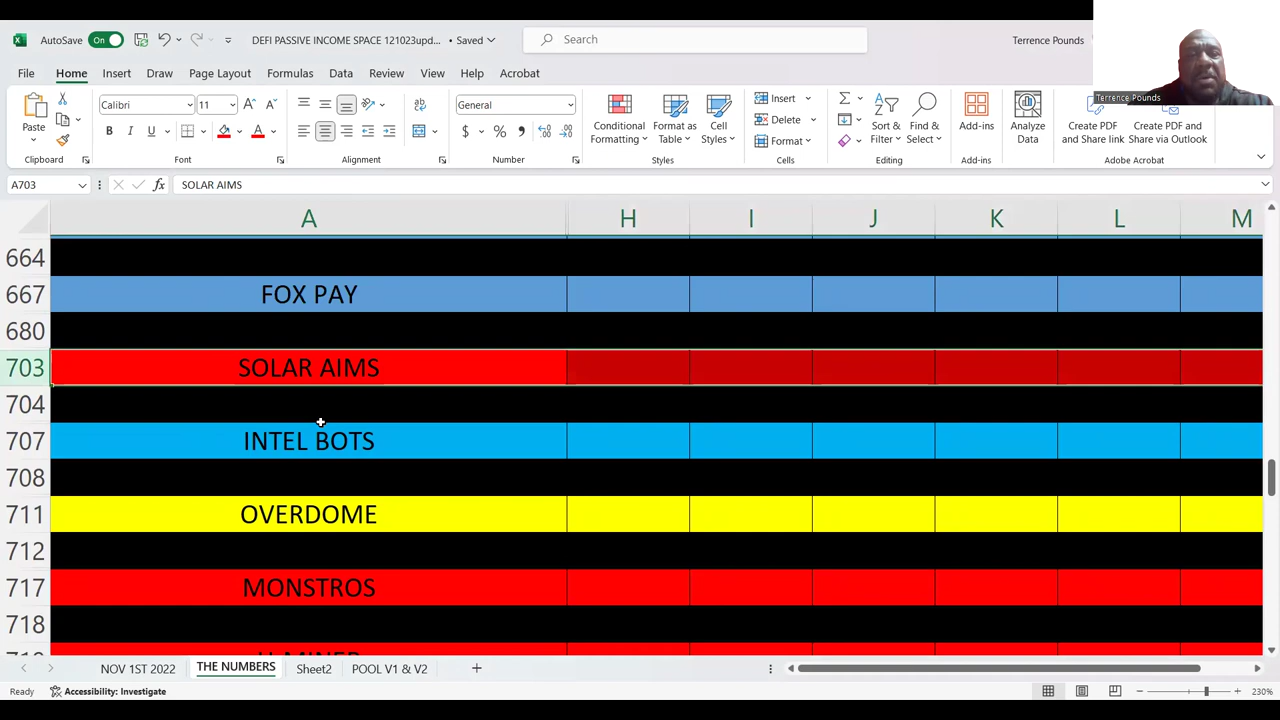 AutoSave On DEFI PASSIVE INCOME SPACE 121023upd... • Saved Search Terrence Pounds
File Home Insert Draw Page Layout Formulas Data Review View Help Acrobat
Terrence Pounds
Paste Calibri 11 General Conditional Formatting Format as Table Cell Styles Insert Delete Format Sort & Filter Find & Select Add-ins Analyze Data Create PDF and Share link Create PDF and Share via Outlook
Clipboard Font Alignment Number Styles Cells Editing Add-ins Adobe Acrobat
A703 fx SOLAR AIMS
A H I J K L M
664
667 FOX PAY
680
703 SOLAR AIMS
704
707 INTEL BOTS
708
711 OVERDOME
712
717 MONSTROS
718
NOV 1ST 2022 THE NUMBERS Sheet2 POOL V1 & V2
Ready Accessibility: Investigate 230%